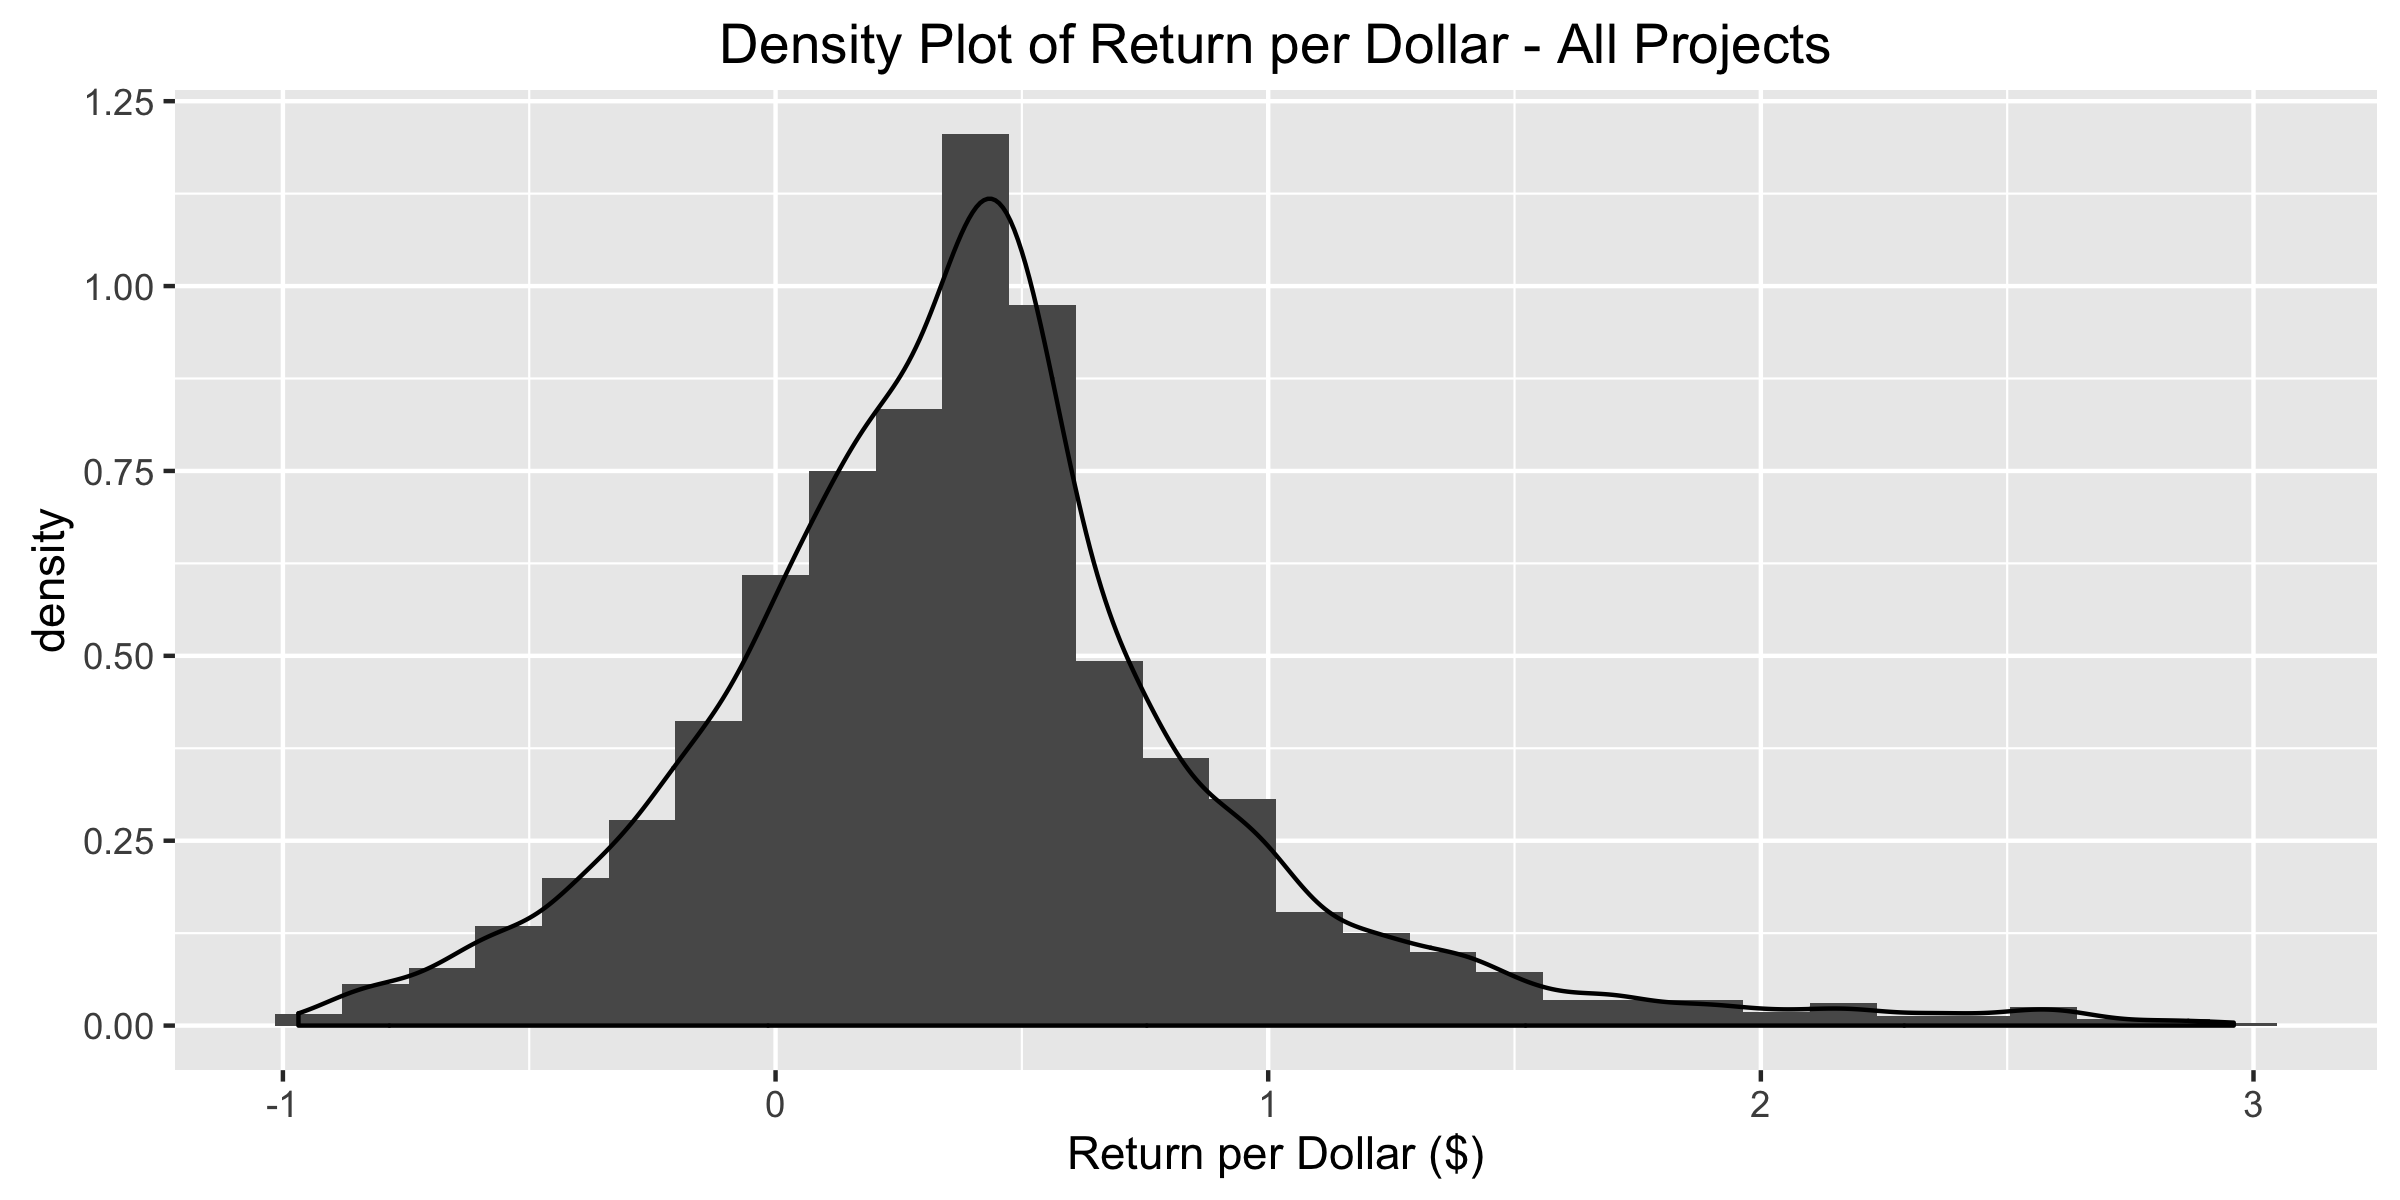 Density Plot of Return per Dollar - All Projects
1.25
1.00
0.75
0.50
0.25
0.00
density
-1 0 1 2 3
Return per Dollar ($)